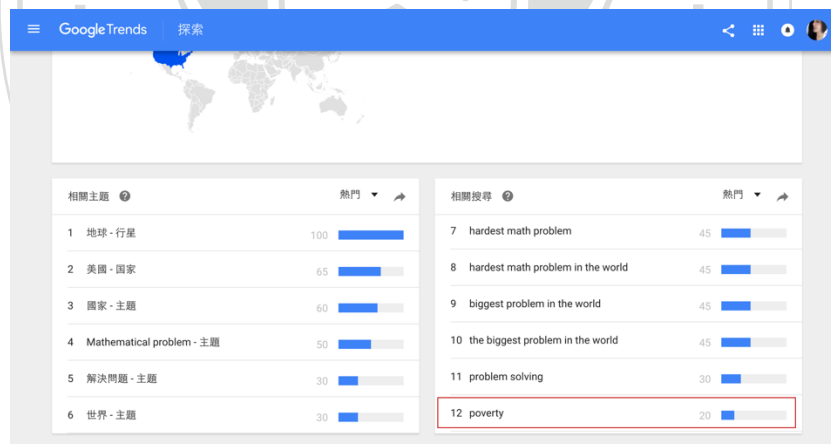 Google Trends 探索
相關主題 熱門
1 地球 - 行星 100
2 美國 - 国家 65
3 國家 - 主題 60
4 Mathematical problem - 主題 50
5 解決問題 - 主題 30
6 世界 - 主題 30
相關搜尋 熱門
7 hardest math problem 45
8 hardest math problem in the world 45
9 biggest problem in the world 45
10 the biggest problem in the world 45
11 problem solving 30
12 poverty 20